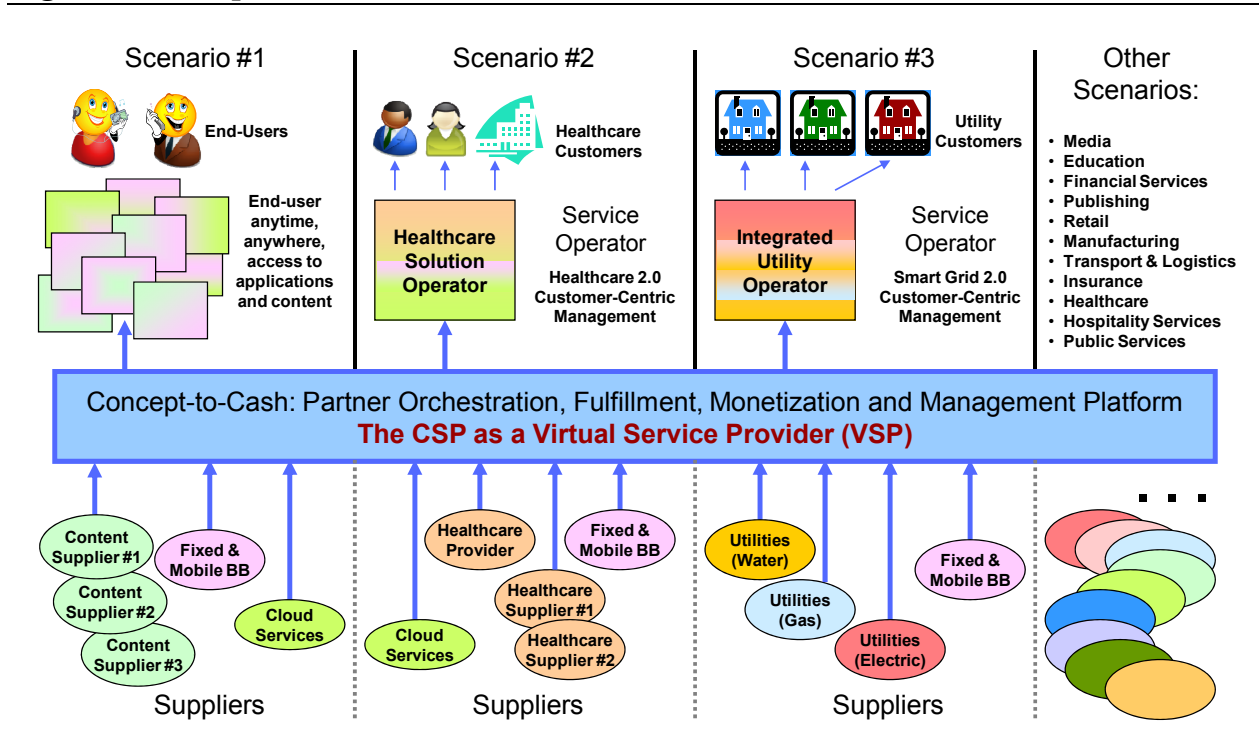 Scenario #1
End-Users
End-user
anytime,
anywhere,
access to
applications
and content
Scenario #2
Healthcare
Customers
Healthcare
Solution
Operator
Service
Operator
Healthcare 2.0
Customer-Centric
Management
Scenario #3
Utility
Customers
Integrated
Utility
Operator
Service
Operator
Smart Grid 2.0
Customer-Centric
Management
Other
Scenarios:
• Media
• Education
• Financial Services
• Publishing
• Retail
• Manufacturing
• Transport & Logistics
• Insurance
• Healthcare
• Hospitality Services
• Public Services
Concept-to-Cash: Partner Orchestration, Fulfillment, Monetization and Management Platform
The CSP as a Virtual Service Provider (VSP)
Content
Supplier #1
Content
Supplier #2
Content
Supplier #3
Fixed &
Mobile BB
Cloud
Services
Suppliers
Cloud
Services
Healthcare
Provider
Healthcare
Supplier #1
Healthcare
Supplier #2
Fixed &
Mobile BB
Suppliers
Utilities
(Water)
Utilities
(Gas)
Utilities
(Electric)
Fixed &
Mobile BB
Suppliers
. . .